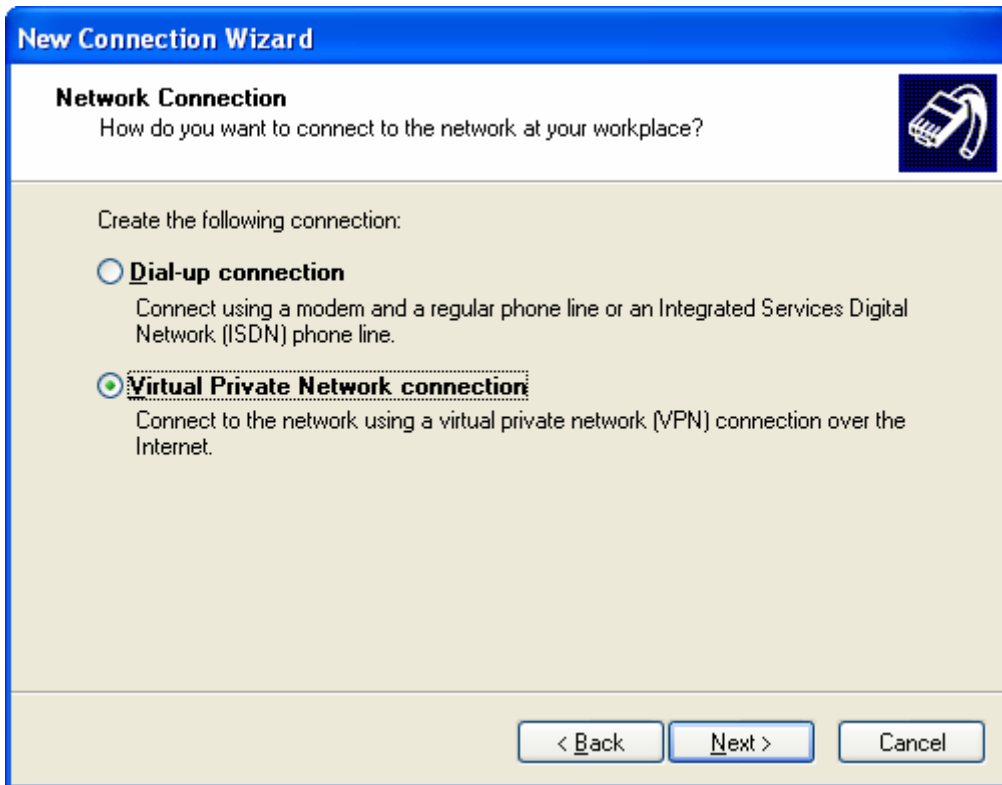 New Connection Wizard
Network Connection
How do you want to connect to the network at your workplace?
Create the following connection:
Dial-up connection
Connect using a modem and a regular phone line or an Integrated Services Digital
Network (ISDN) phone line.
Virtual Private Network connection
Connect to the network using a virtual private network (VPN) connection over the
Internet.
< Back
Next >
Cancel